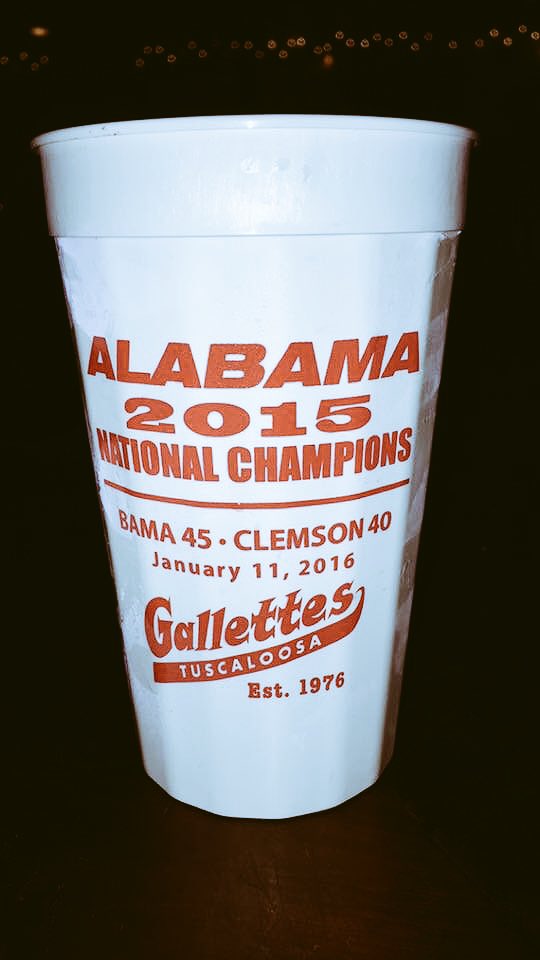 ALABAMA
2015
NATIONAL CHAMPIONS
BAMA 45 • CLEMSON 40
January 11, 2016
Gallettes
TUSCALOOSA
Est. 1976